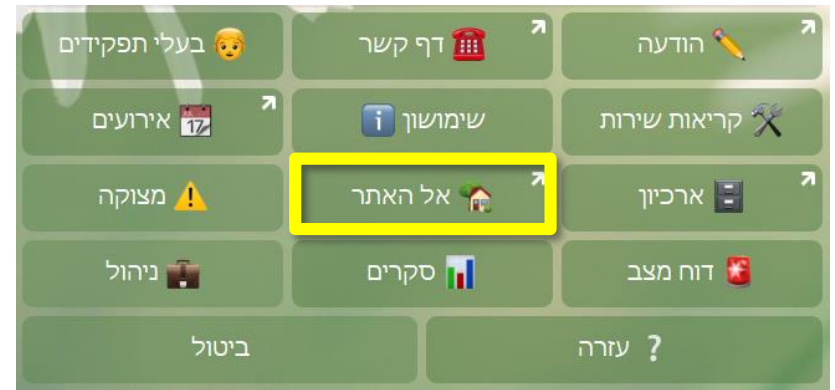 ✏️ הודעה
☎️ דף קשר
👴 בעלי תפקידים
🛠️ קריאות שירות
שימושון ℹ️
📆 אירועים
🗄️ ארכיון
🏡 אל האתר
⚠️ מצוקה
🚨 דוח מצב
📊 סקרים
💼 ניהול
❔ עזרה
ביטול